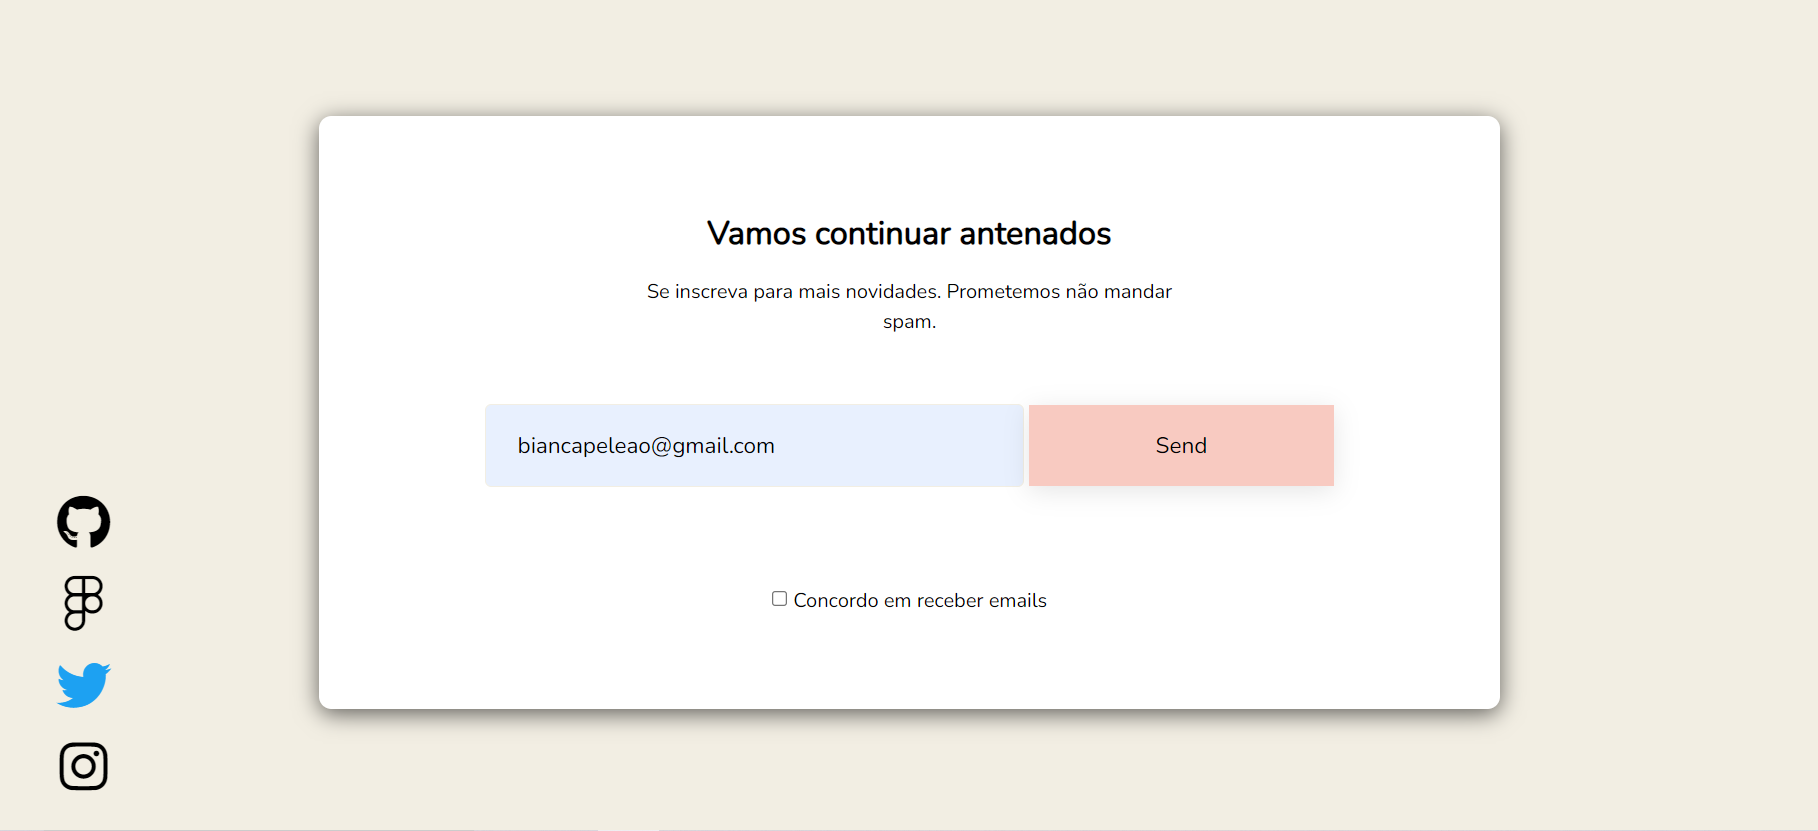 Vamos continuar antenados
Se inscreva para mais novidades. Prometemos não mandar
spam.
biancapeleao@gmail.com
Send
Concordo em receber emails